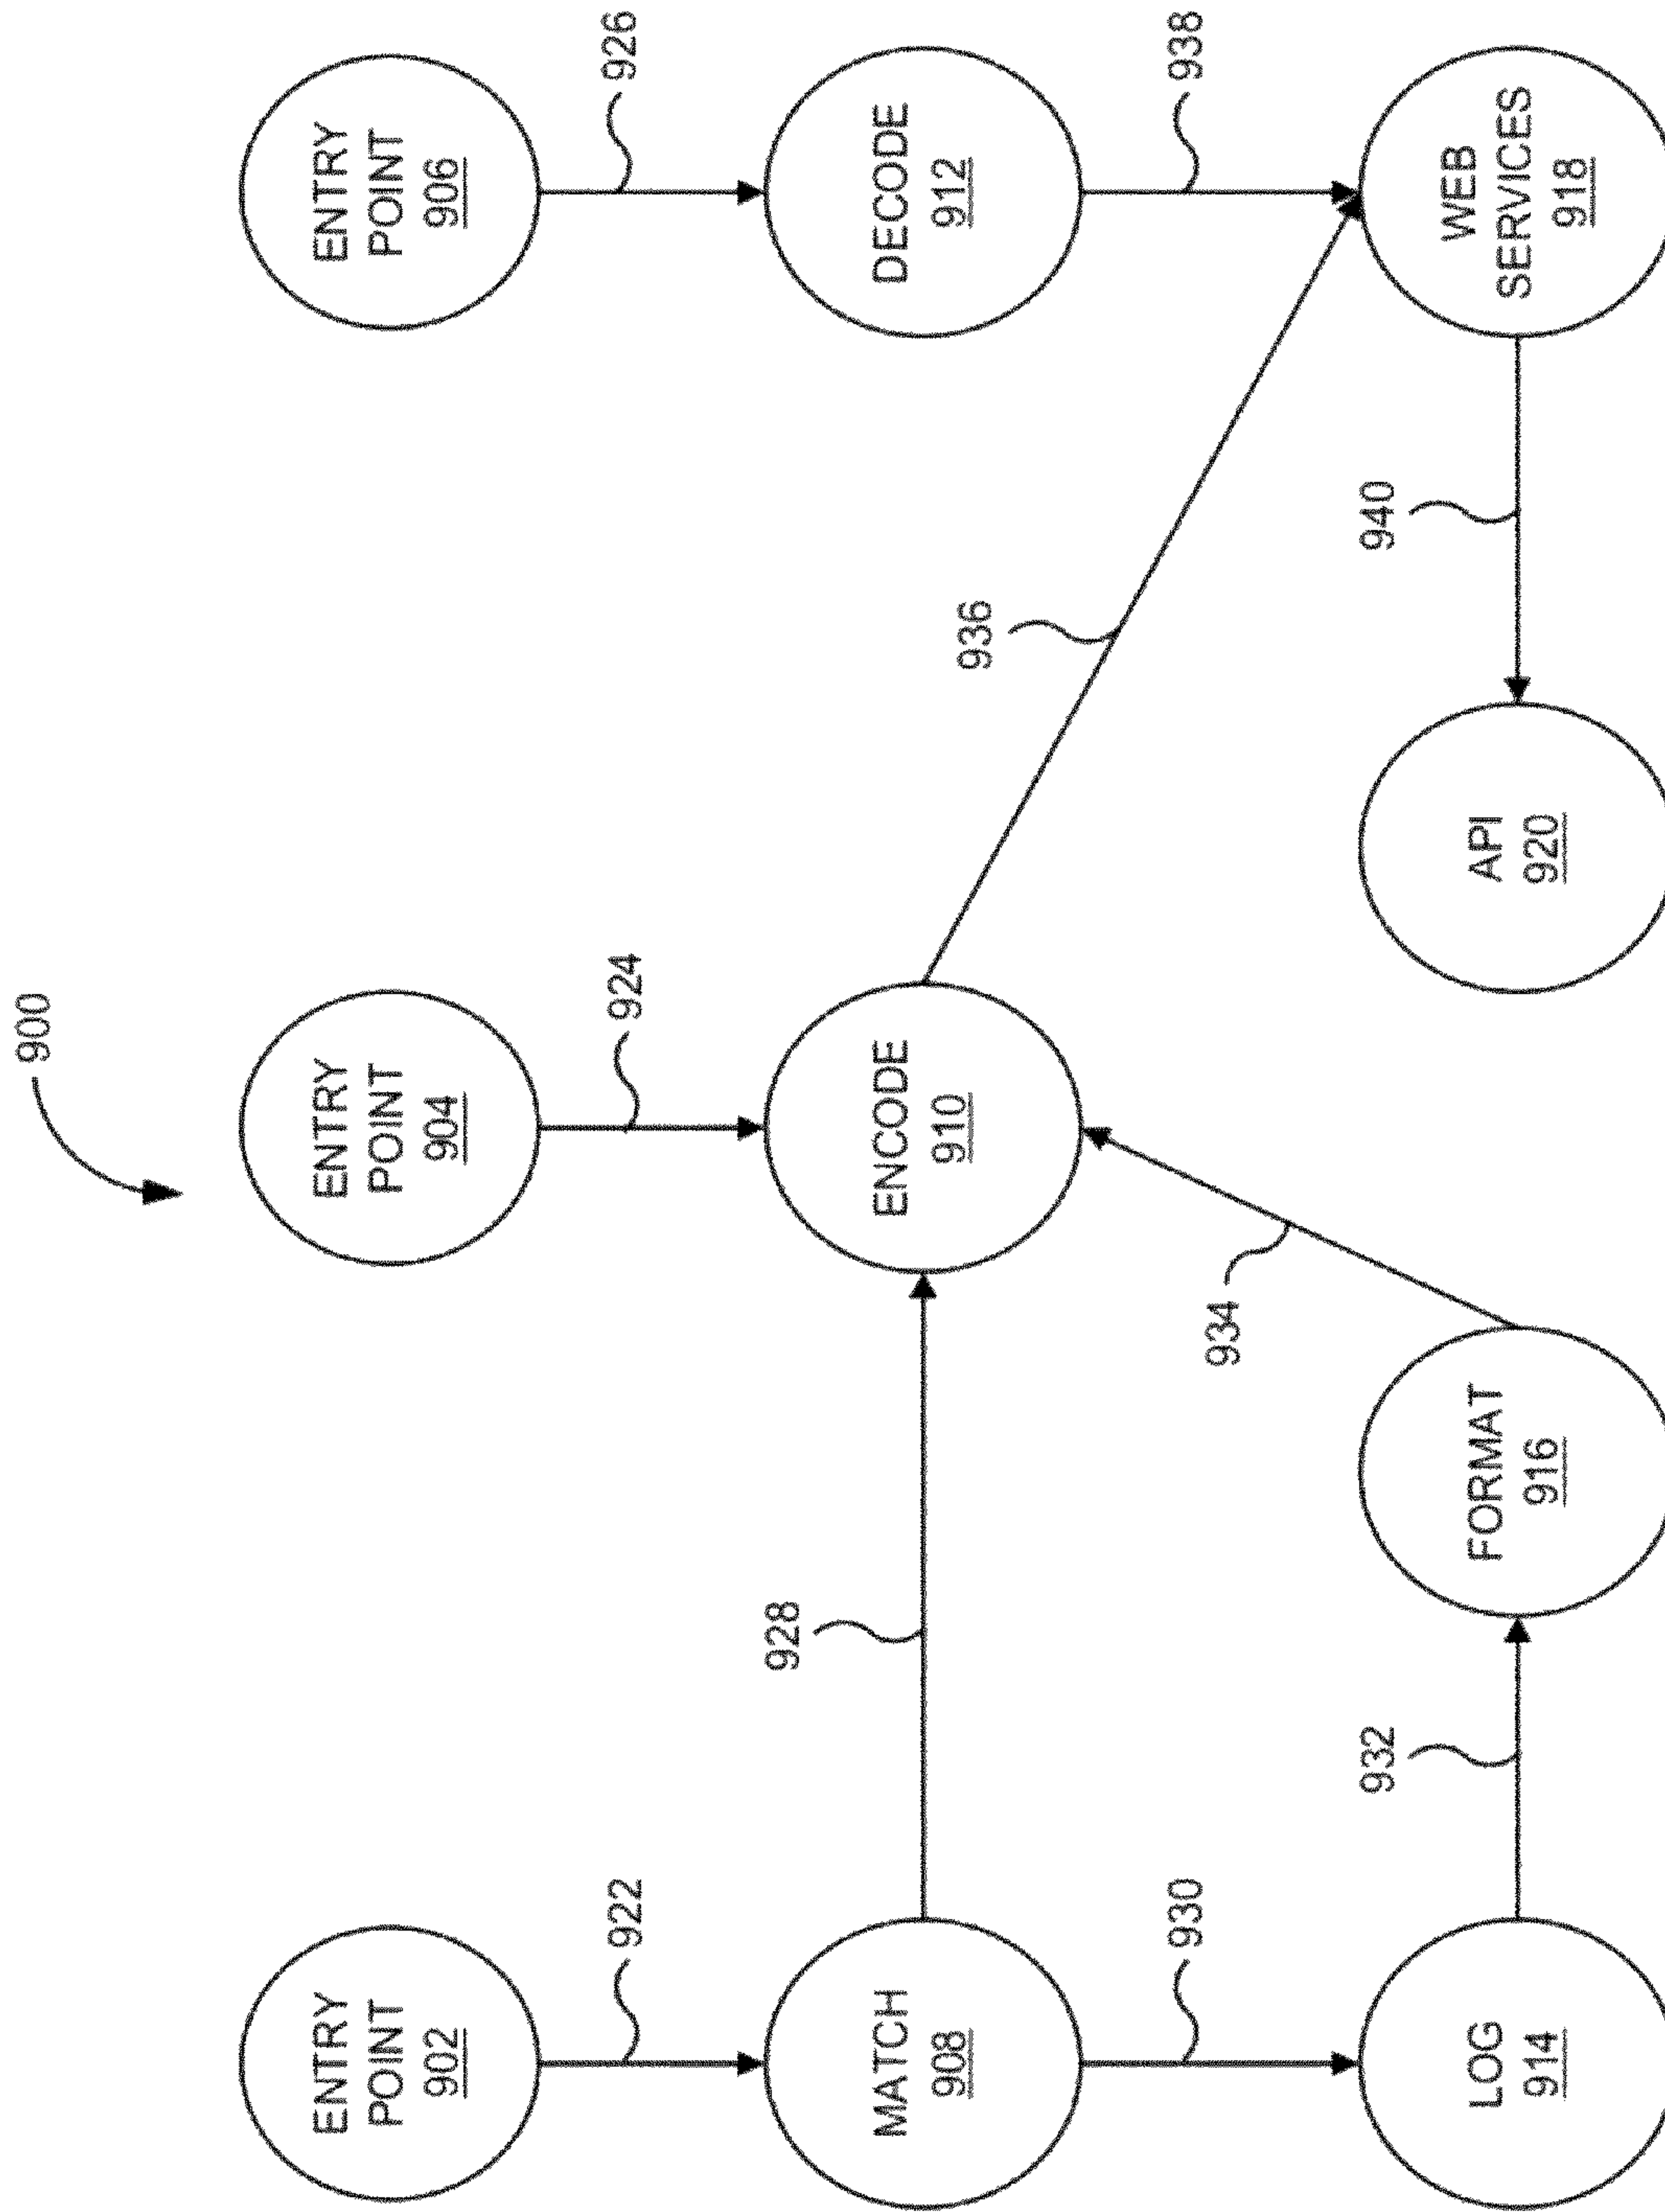 900
ENTRY
POINT
902
ENTRY
POINT
904
ENTRY
POINT
906
922
924
926
MATCH
908
928
ENCODE
910
DECODE
912
936
930
934
938
LOG
914
932
FORMAT
916
API
920
940
WEB
SERVICES
918